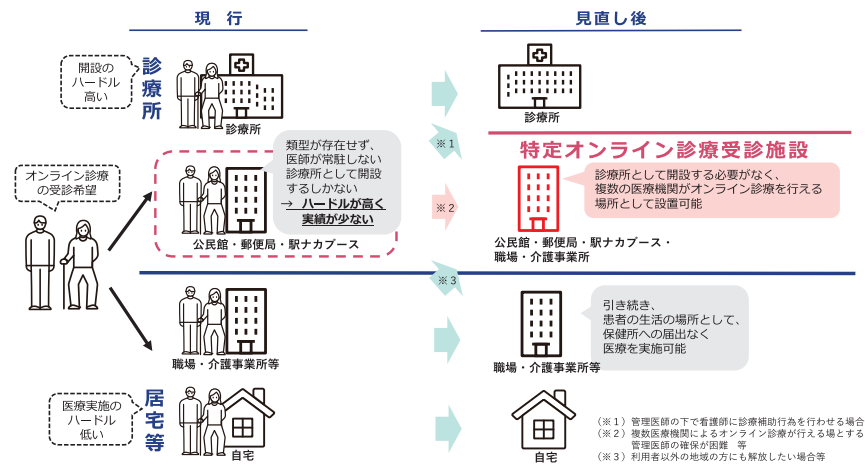 現　行
見直し後
開設の
ハードル
高い
診療所
診療所
診療所
※１
特定オンライン診療受診施設
オンライン診療
の受診希望
類型が存在せず、
医師が常駐しない
診療所として開設
するしかない
→　ハードルが高く
実績が少ない
公民館・郵便局・駅ナカブース
※２
診療所として開設する必要がなく、
複数の医療機関がオンライン診療を行える
場所として設置可能
公民館・郵便局・駅ナカブース・
職場・介護事業所
※３
職場・介護事業所等
引き続き、
患者の生活の場所として、
保健所への届出なく
医療を実施可能
職場・介護事業所等
医療実施の
ハードル
低い
居宅等
自宅
自宅
（※１）管理医師の下で看護師に診療補助行為を行わせる場合
（※２）複数医療機関によるオンライン診療が行える場とする
管理医師の確保が困難　等
（※３）利用者以外の地域の方にも解放したい場合等